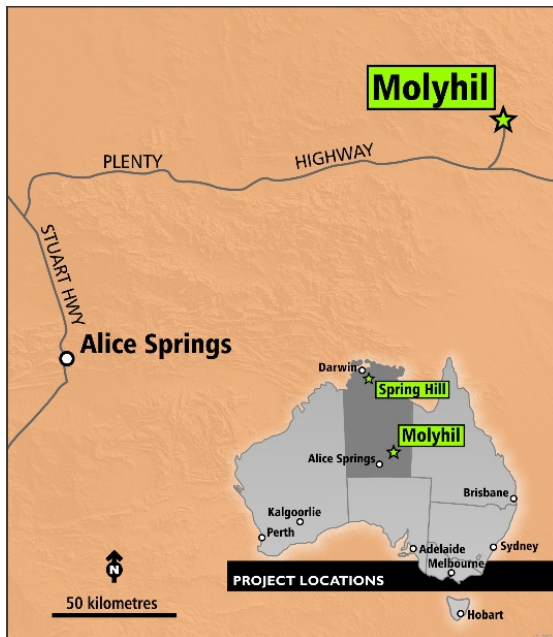 Molyhil
PLENTY
HIGHWAY
STUART HWY
Alice Springs
Darwin
Spring Hill
Molyhil
Alice Springs
Brisbane
Kalgoorlie
Perth
Adelaide
Sydney
Melbourne
PROJECT LOCATIONS
Hobart
N
50 kilometres